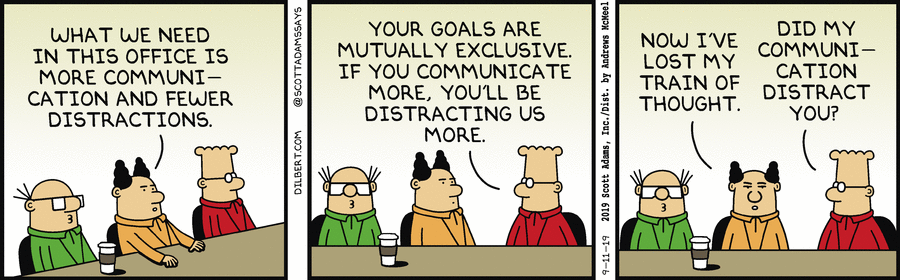 WHAT WE NEED
IN THIS OFFICE IS
MORE COMMUNI—
CATION AND FEWER
DISTRACTIONS.
DILBERT.COM @SCOTTADAMSSAYS
YOUR GOALS ARE
MUTUALLY EXCLUSIVE.
IF YOU COMMUNICATE
MORE, YOU'LL BE
DISTRACTING US
MORE.
9-11-19 2019 Scott Adams, Inc./Dist. by Andrews McMeel
NOW I'VE
LOST MY
TRAIN OF
THOUGHT.
DID MY
COMMUNI—
CATION
DISTRACT
YOU?